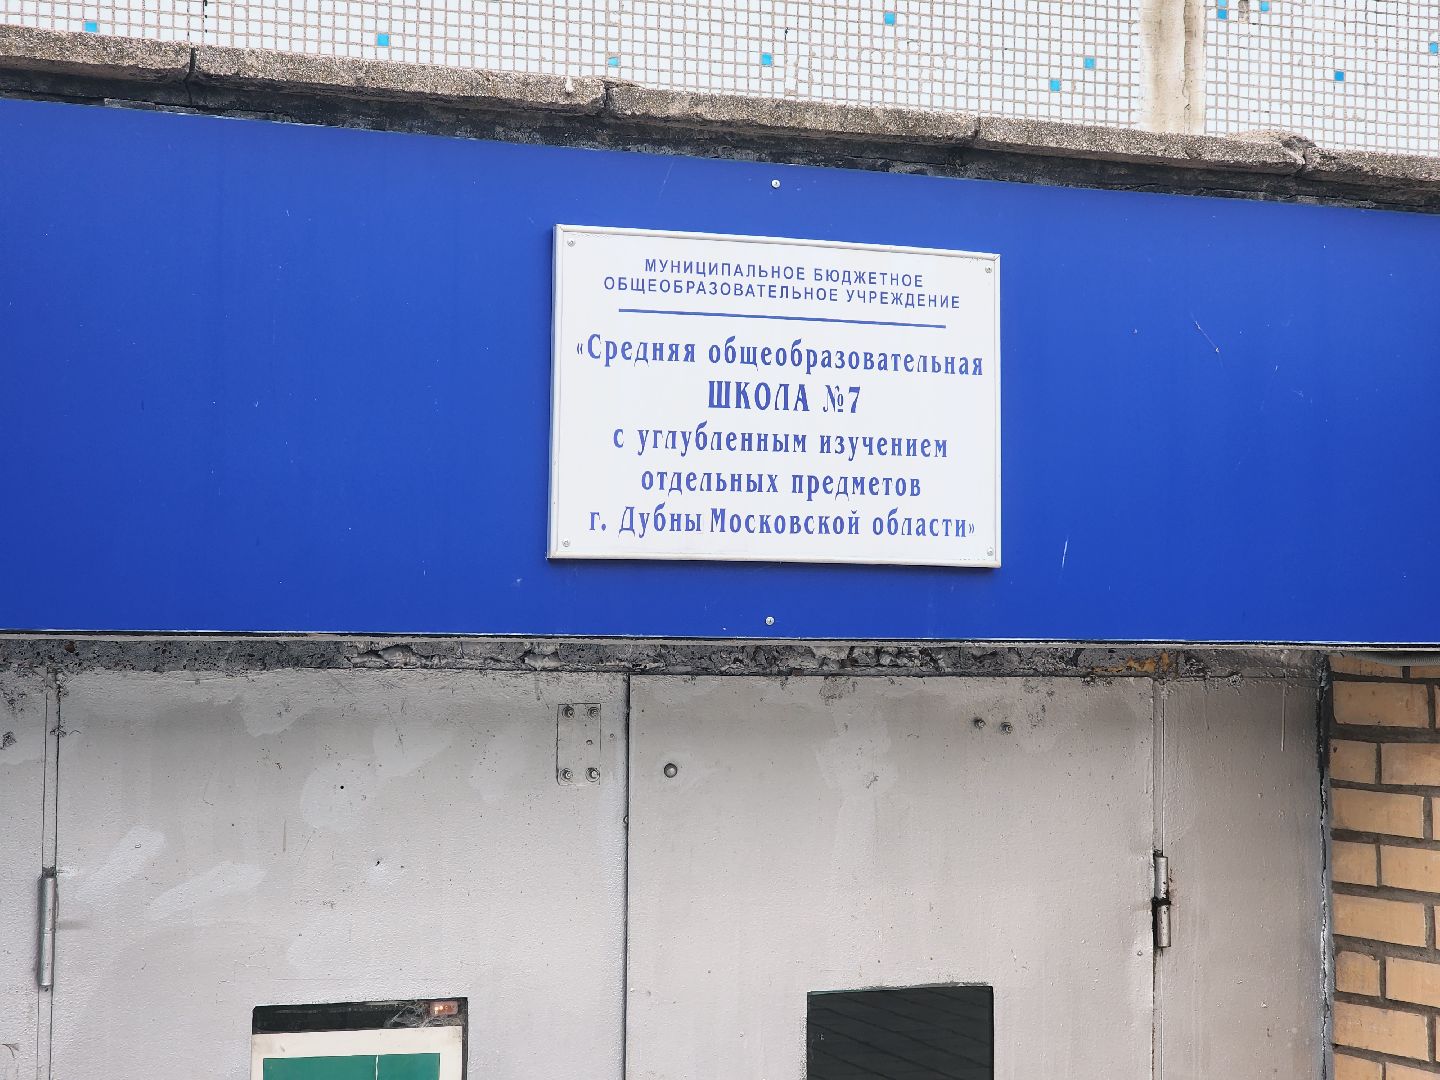 МУНИЦИПАЛЬНОЕ БЮДЖЕТНОЕ
ОБЩЕОБРАЗОВАТЕЛЬНОЕ УЧРЕЖДЕНИЕ
«Средняя общеобразовательная
ШКОЛА №7
с углубленным изучением
отдельных предметов
г. Дубны Московской области»